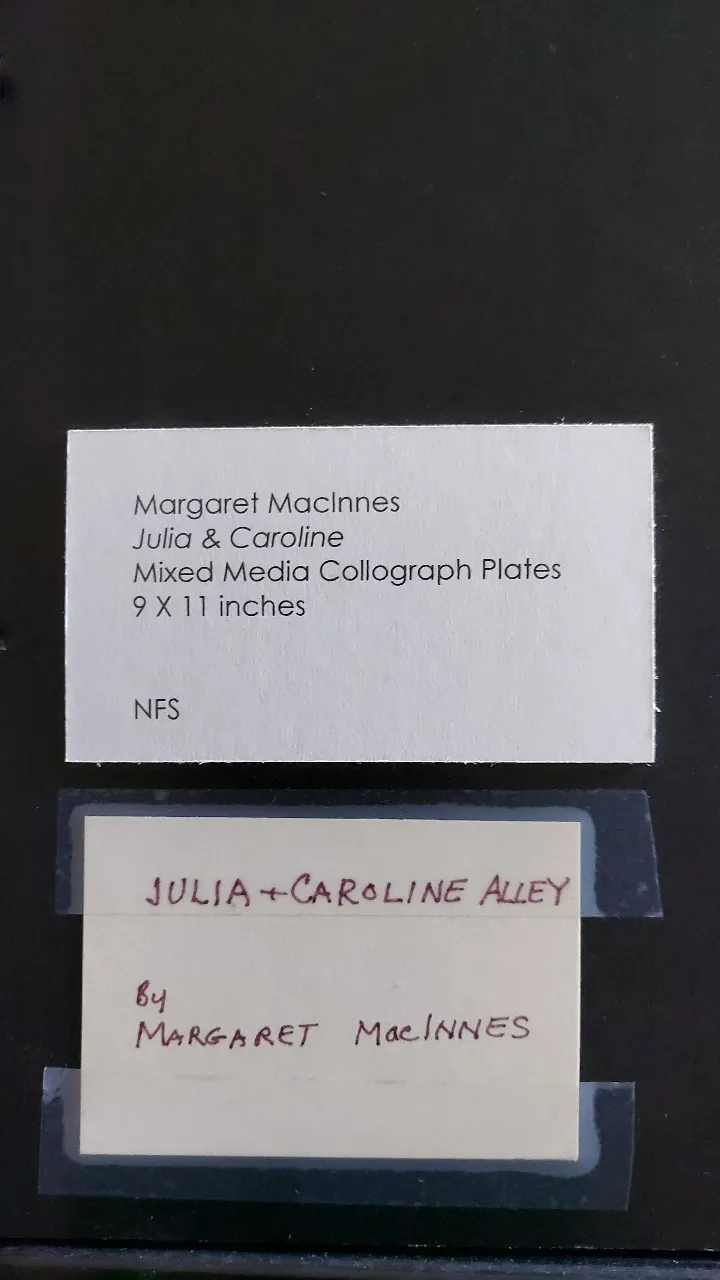 Margaret MacInnes
Julia & Caroline
Mixed Media Collograph Plates
9 X 11 inches
NFS
JULIA + CAROLINE ALLEY
By
MARGARET MacINNES